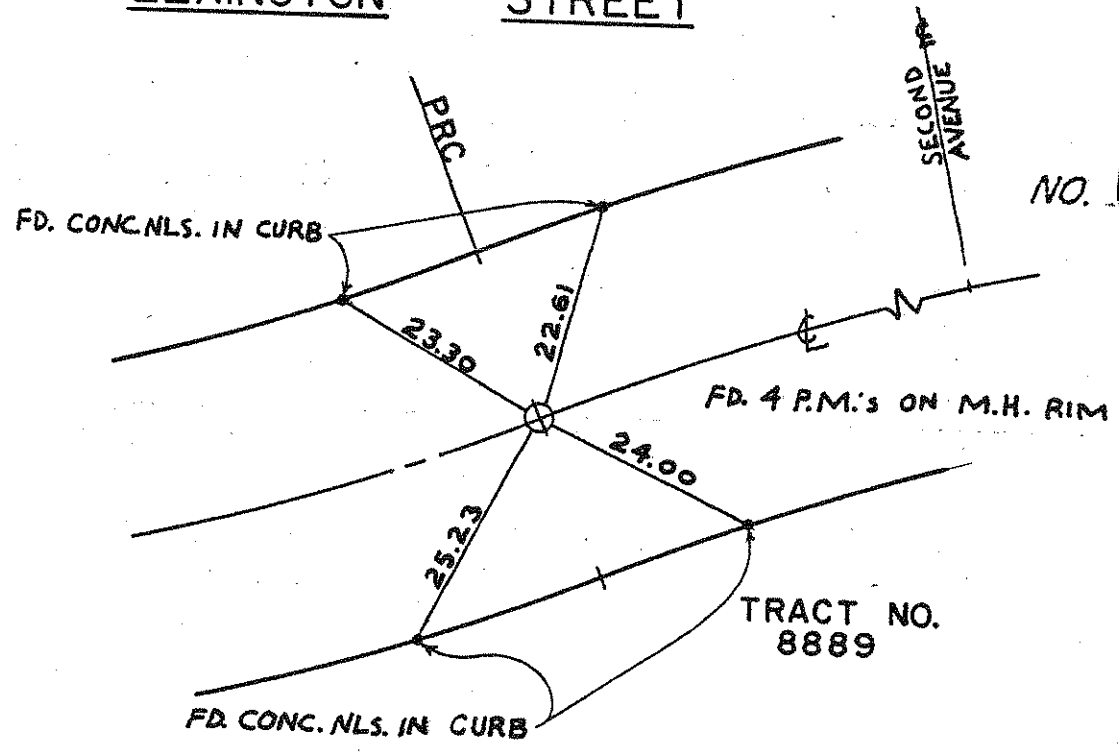 STREET
SECOND
AVENUE
PRC
NO.
FD. CONC. NLS. IN CURB
22.61
23.30
℄
FD. 4 P.M.'s ON M.H. RIM
24.00
25.23
TRACT NO.
8889
FD. CONC. NLS. IN CURB